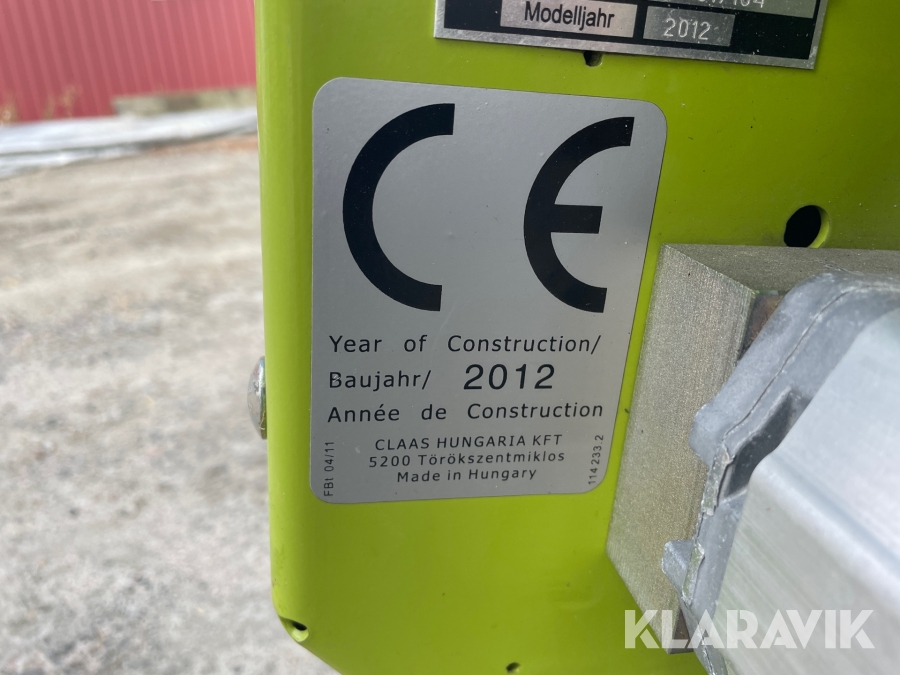 Modelljahr 2012
CE
Year of Construction/
Baujahr/ 2012
Année de Construction
CLAAS HUNGARIA KFT
5200 Törökszentmiklos
Made in Hungary
FBt 04/11
114 233 2
KLARAVIK